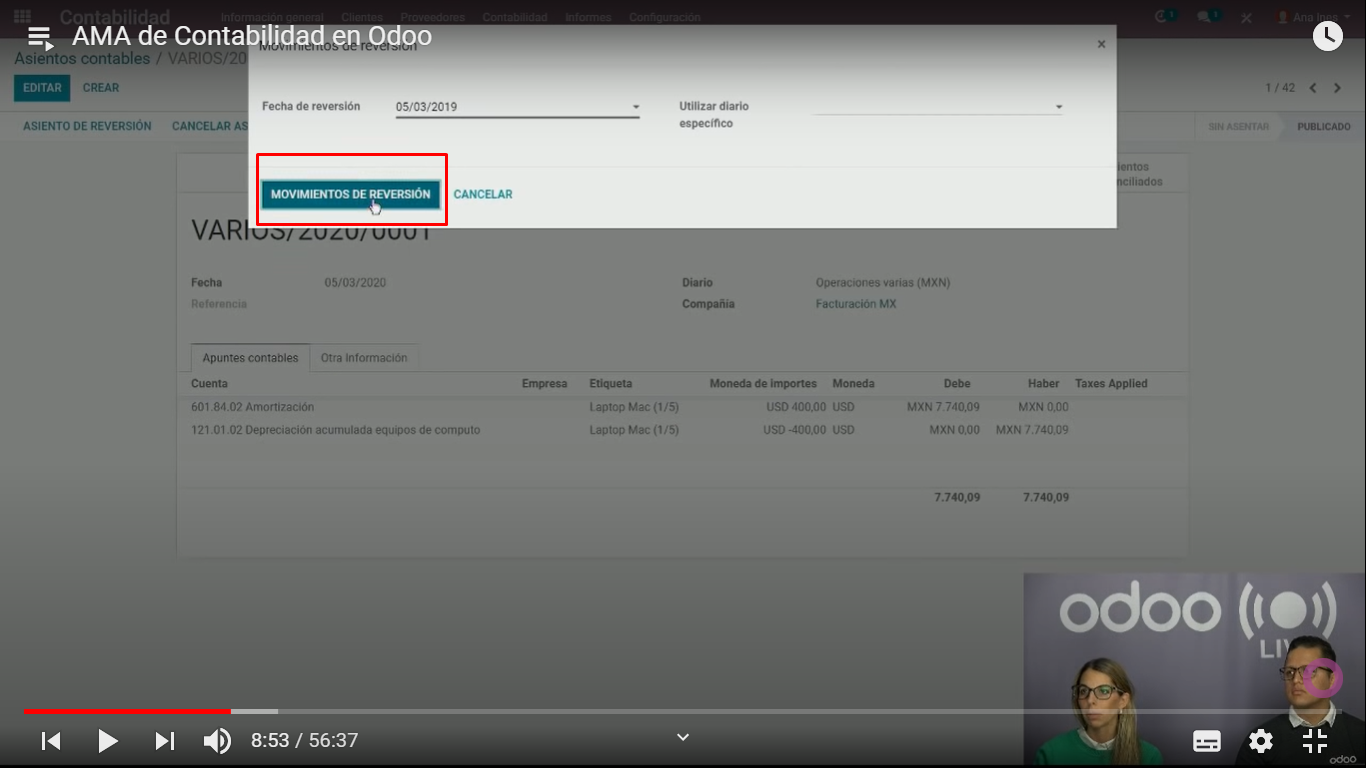 Contabilidad Información general Clientes Proveedores Contabilidad Informes Configuración 1 1 Ana Ines
AMA de Contabilidad en Odoo
Movimientos de reversión ×
Asientos contables / VARIOS/20
EDITAR CREAR 1 / 42
Fecha de reversión 05/03/2019 Utilizar diario
específico
ASIENTO DE REVERSIÓN CANCELAR AS SIN ASENTAR PUBLICADO
MOVIMIENTOS DE REVERSIÓN CANCELAR
ientos
nciliados
VARIOS/2020/0001
Fecha 05/03/2020 Diario Operaciones varias (MXN)
Referencia Compañía Facturación MX
Apuntes contables Otra Información
Cuenta Empresa Etiqueta Moneda de importes Moneda Debe Haber Taxes Applied
601.84.02 Amortización Laptop Mac (1/5) USD 400,00 USD MXN 7.740,09 MXN 0,00
121.01.02 Depreciación acumulada equipos de computo Laptop Mac (1/5) USD -400,00 USD MXN 0,00 MXN 7.740,09
7.740,09 7.740,09
odoo
LIV
8:53 / 56:37
odoo